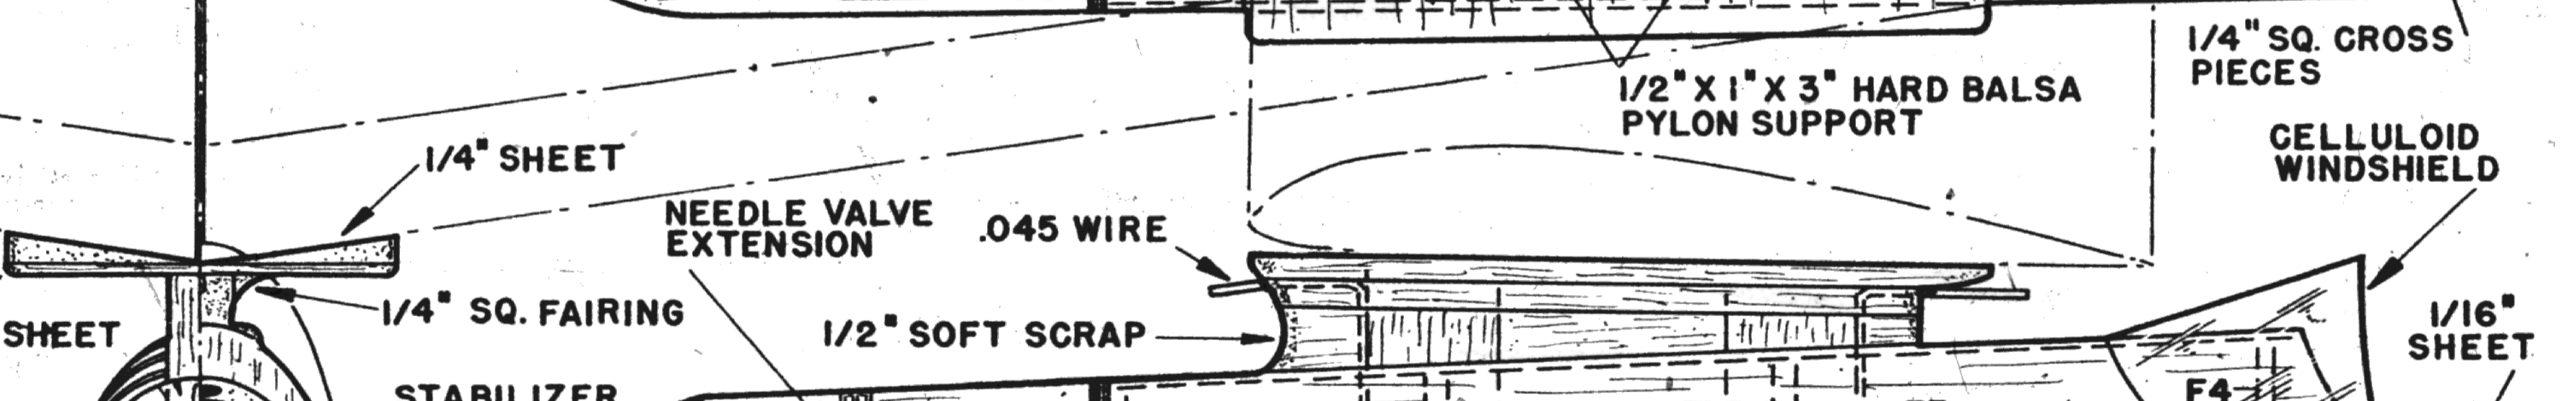 1/4" SQ. CROSS
PIECES
1/2" X 1" X 3" HARD BALSA
PYLON SUPPORT
CELLULOID
WINDSHIELD
1/4" SHEET
NEEDLE VALVE
EXTENSION
.045 WIRE
1/4" SQ. FAIRING
SHEET
1/2" SOFT SCRAP
1/16"
SHEET
STABILIZER
F4